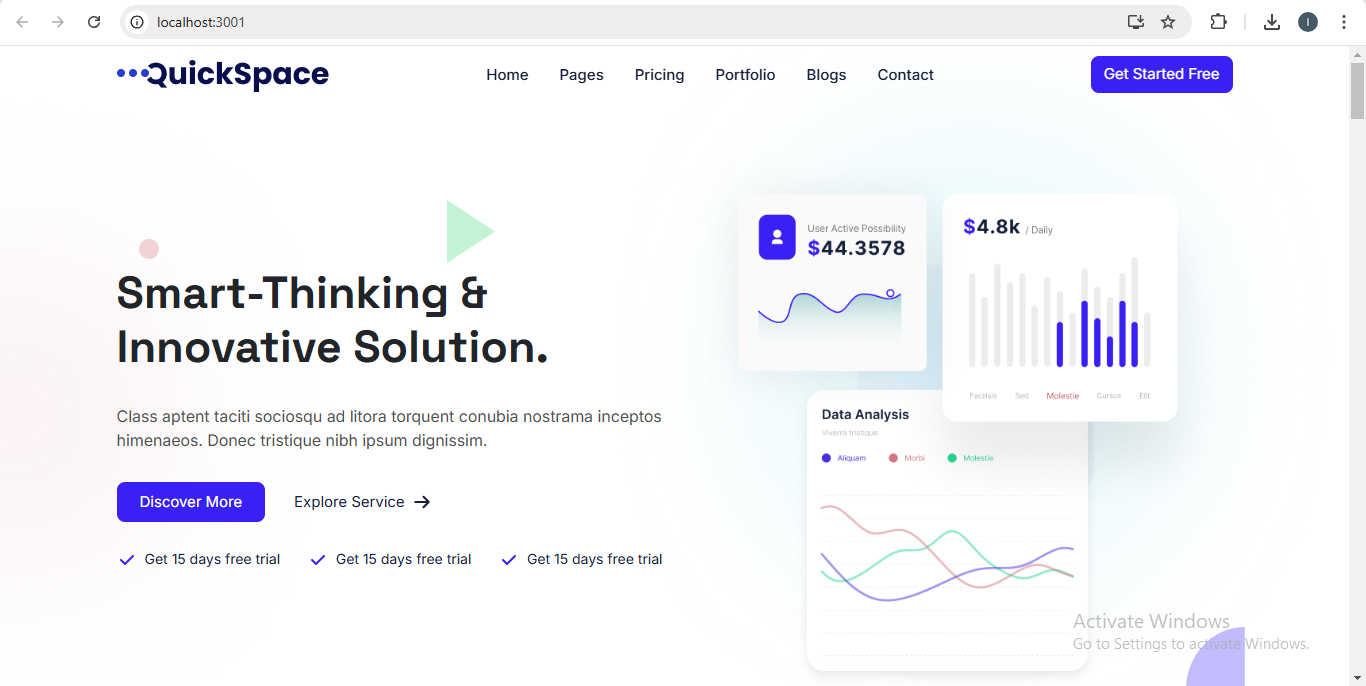 localhost:3001
QuickSpace
Home Pages Pricing Portfolio Blogs Contact
Get Started Free
Smart-Thinking &
Innovative Solution.
Class aptent taciti sociosqu ad litora torquent conubia nostrama inceptos
himenaeos. Donec tristique nibh ipsum dignissim.
Discover More
Explore Service
Get 15 days free trial Get 15 days free trial Get 15 days free trial
User Active Possibility
$44.3578
$4.8k / Daily
Facilisis Sed Molestie Cursus Elit
Data Analysis
Viverra tristique
Aliquam Morbi Molestie
Activate Windows
Go to Settings to activate Windows.
I